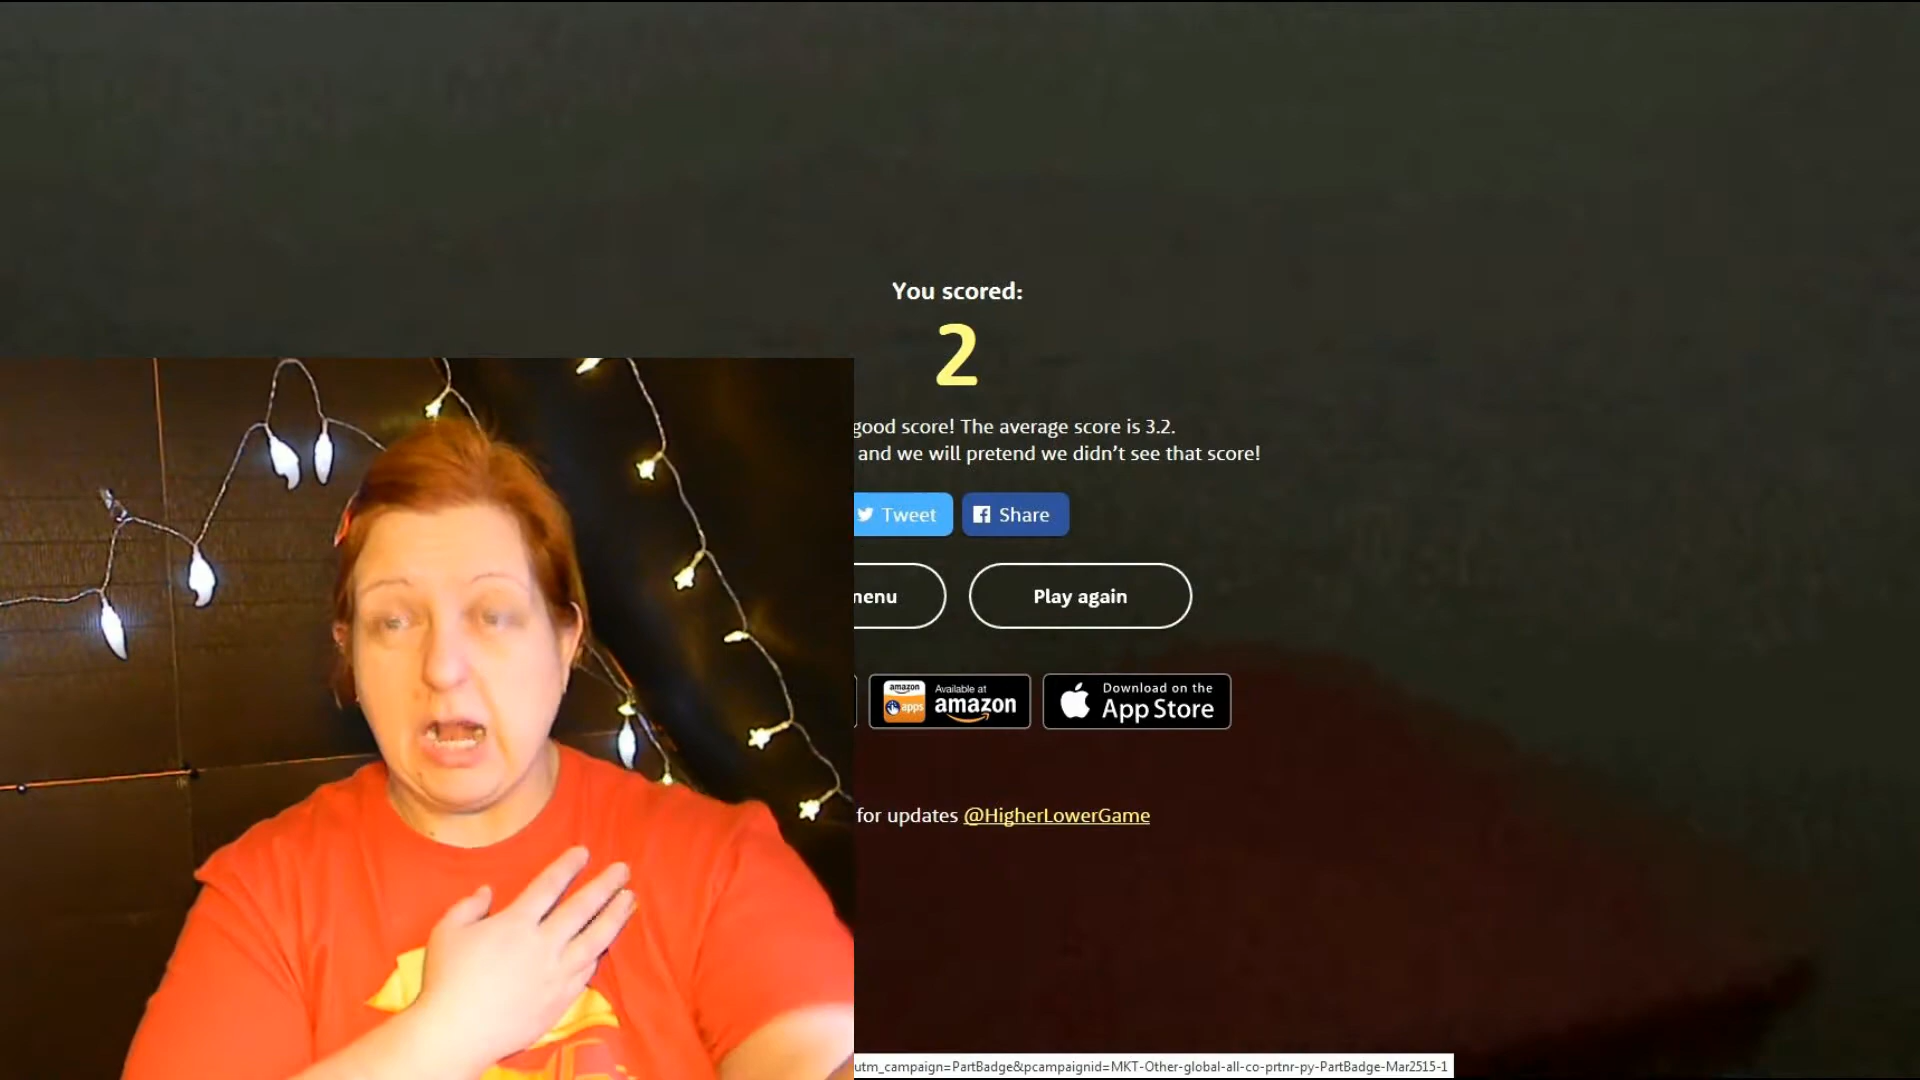 You scored:
2
good score! The average score is 3.2.
and we will pretend we didn't see that score!
Tweet
Share
menu
Play again
amazon
apps
Available at
amazon
Download on the
App Store
for updates @HigherLowerGame
utm_campaign=PartBadge&pcampaignid=MKT-Other-global-all-co-prtnr-py-PartBadge-Mar2515-1